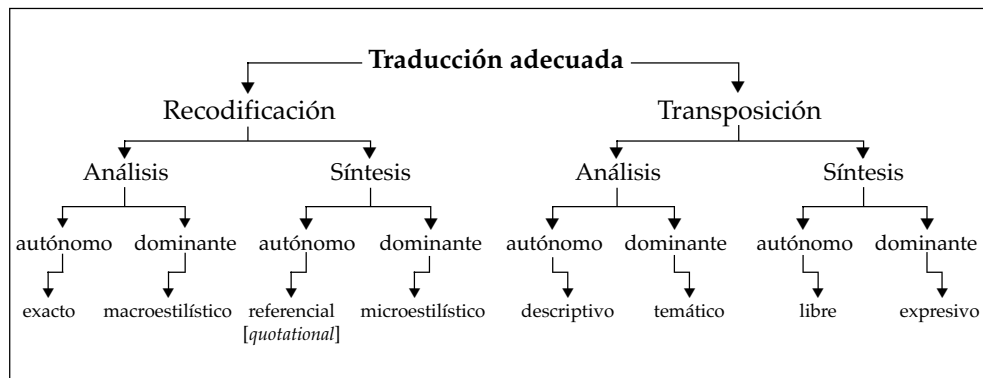 Traducción adecuada
Recodificación Transposición
Análisis Síntesis Análisis Síntesis
autónomo dominante autónomo dominante autónomo dominante autónomo dominante
exacto macroestilístico referencial microestilístico descriptivo temático libre expresivo
[quotational]